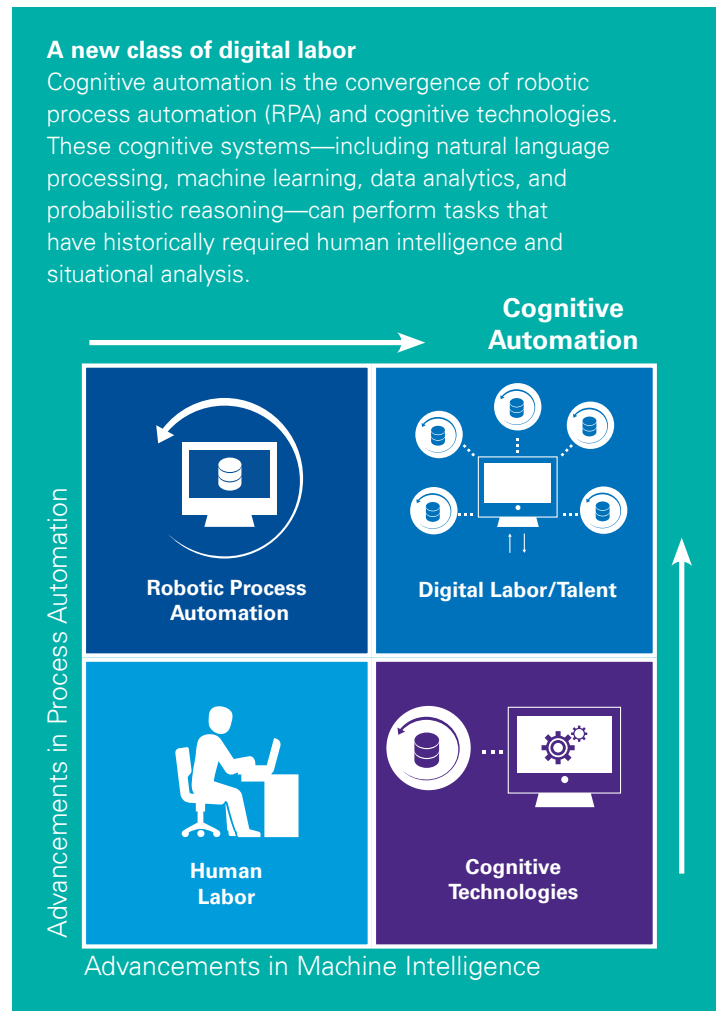 A new class of digital labor
Cognitive automation is the convergence of robotic
process automation (RPA) and cognitive technologies.
These cognitive systems—including natural language
processing, machine learning, data analytics, and
probabilistic reasoning—can perform tasks that
have historically required human intelligence and
situational analysis.
Cognitive
Automation
Advancements in Process Automation
Robotic Process
Automation
Digital Labor/Talent
Human
Labor
Cognitive
Technologies
Advancements in Machine Intelligence